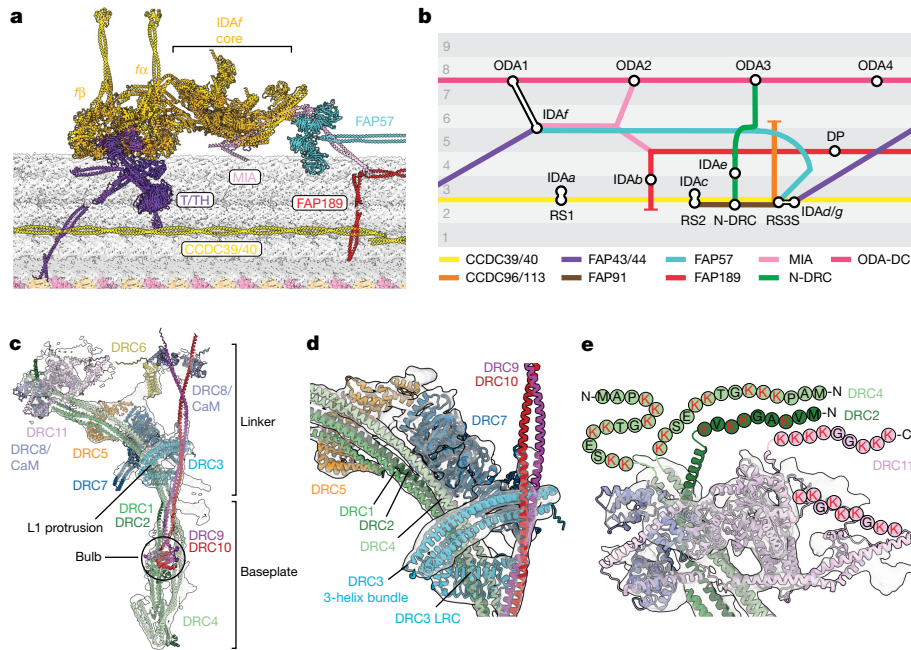 a
IDAf
core
fα
fβ
FAP57
MIA
T/TH
FAP189
CCDC39/40
b
9
8
7
6
5
4
3
2
1
ODA1
ODA2
ODA3
ODA4
IDAf
DP
IDAe
IDAa
IDAb
IDAc
RS1
RS2
N-DRC
RS3S
IDAd/g
CCDC39/40
FAP43/44
FAP57
MIA
ODA-DC
CCDC96/113
FAP91
FAP189
N-DRC
c
DRC6
DRC8/
CaM
DRC11
DRC8/
CaM
DRC5
DRC3
DRC7
L1 protrusion
DRC1
DRC2
DRC9
DRC10
Bulb
DRC4
Linker
Baseplate
d
DRC9
DRC10
DRC7
DRC5
DRC1
DRC2
DRC4
DRC3
3-helix bundle
DRC3 LRC
e
N-MAPK
DRC4
DRC2
DRC11